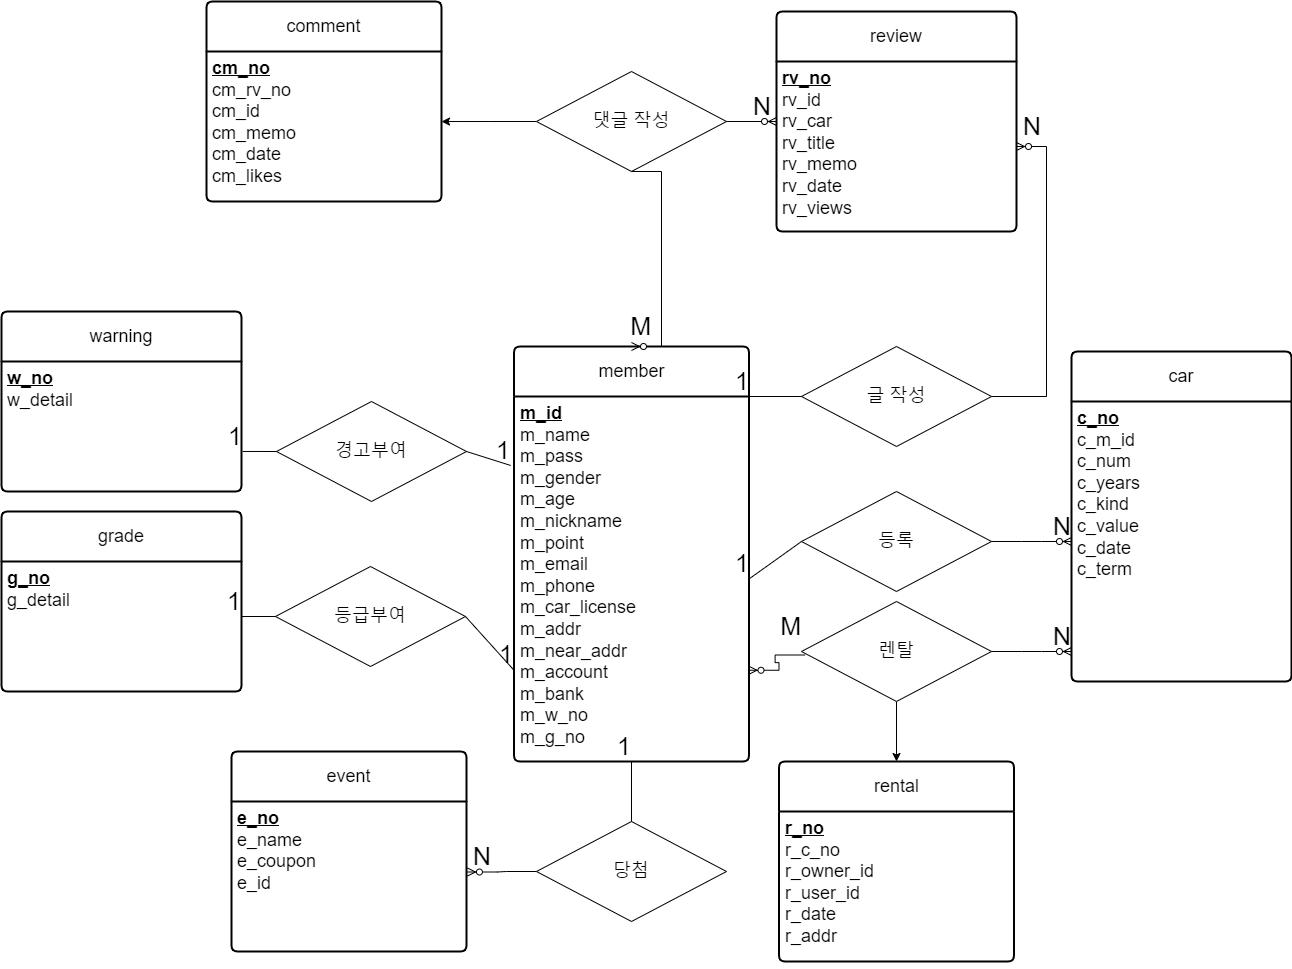 comment
cm_no
cm_rv_no
cm_id
cm_memo
cm_date
cm_likes
댓글 작성
N
review
rv_no
rv_id
rv_car
rv_title
rv_memo
rv_date
rv_views
N
M
warning
w_no
w_detail
1
경고부여
1
grade
g_no
g_detail
1
등급부여
1
member
m_id
m_name
m_pass
m_gender
m_age
m_nickname
m_point
m_email
m_phone
m_car_license
m_addr
m_near_addr
m_account
m_bank
m_w_no
m_g_no
1
글 작성
1
등록
N
M
렌탈
N
car
c_no
c_m_id
c_num
c_years
c_kind
c_value
c_date
c_term
1
event
e_no
e_name
e_coupon
e_id
N
당첨
rental
r_no
r_c_no
r_owner_id
r_user_id
r_date
r_addr